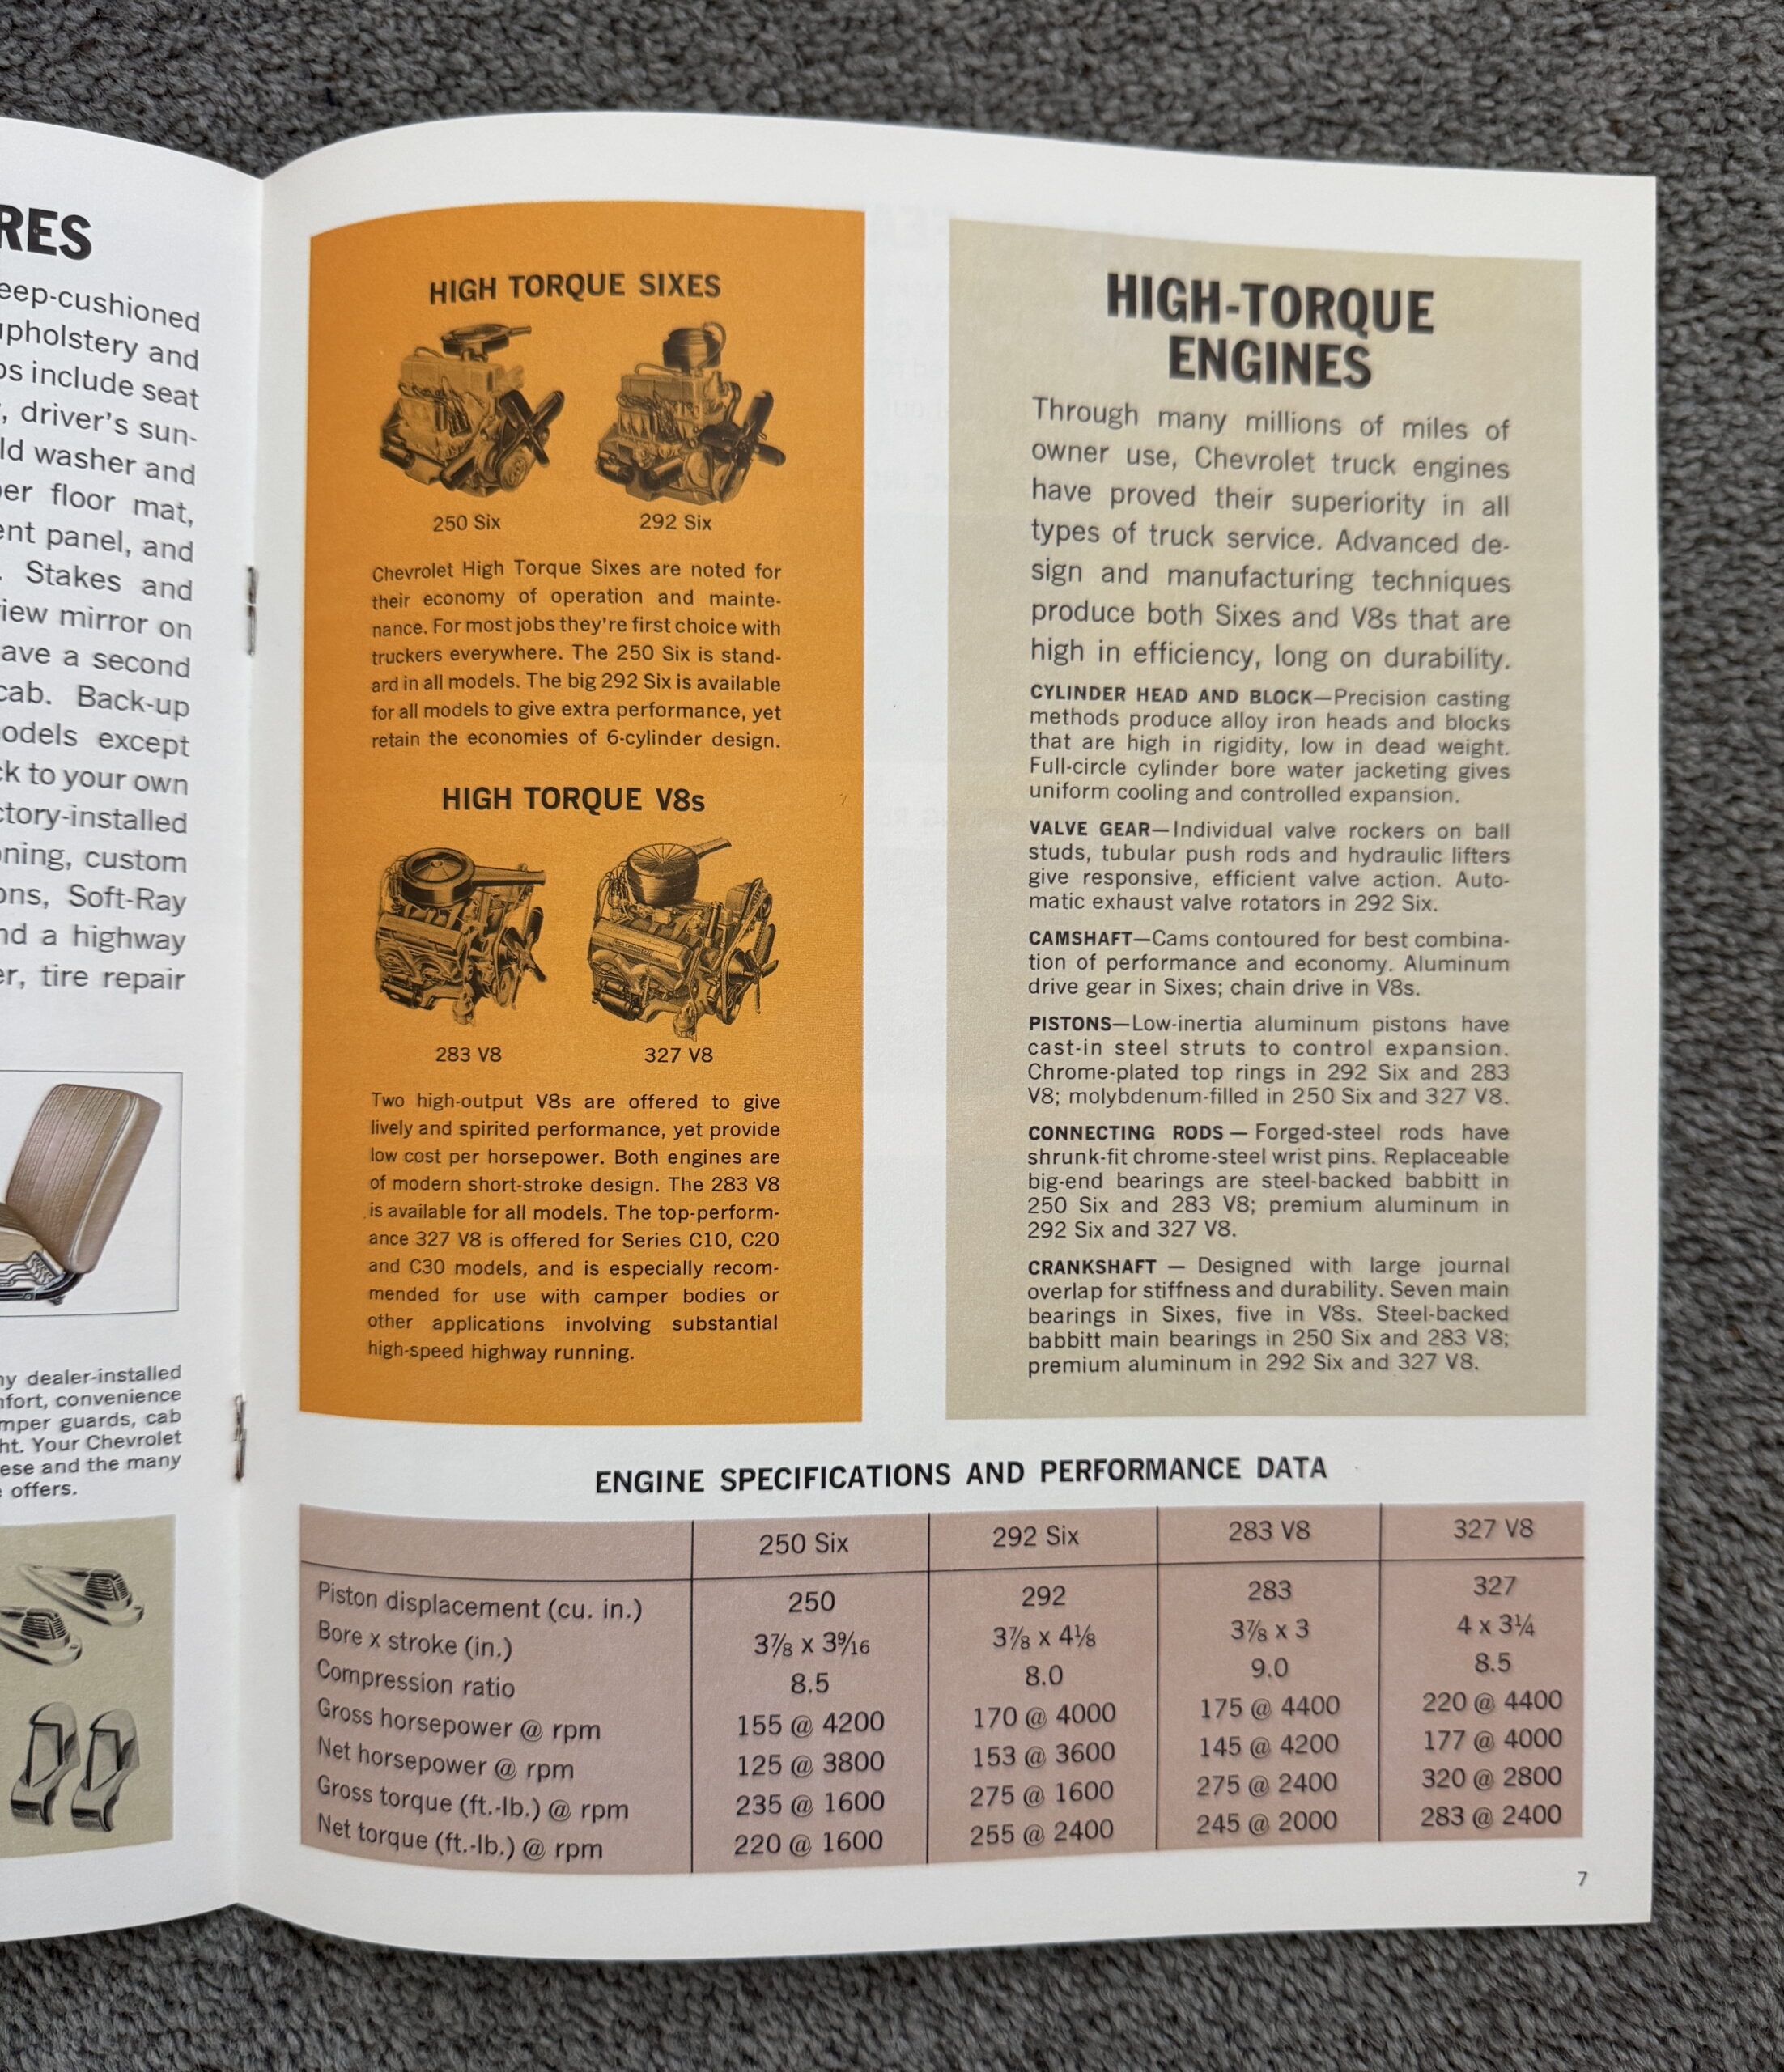 RES
eep-cushioned
upholstery and
include seat
driver's sun-
washer and
floor mat,
panel, and
Stakes and
mirror on
ave a second
cab. Back-up
odels except
to your own
ctory-installed
custom
Soft-Ray
a highway
tire repair
dealer-installed
convenience
guards, cab
Your Chevrolet
ese and the many
offers.
HIGH TORQUE SIXES
250 Six 292 Six
Chevrolet High Torque Sixes are noted for
their economy of operation and mainte-
nance. For most jobs they're first choice with
truckers everywhere. The 250 Six is stand-
ard in all models. The big 292 Six is available
for all models to give extra performance, yet
retain the economies of 6-cylinder design.
HIGH TORQUE V8s
283 V8 327 V8
Two high-output V8s are offered to give
lively and spirited performance, yet provide
low cost per horsepower. Both engines are
of modern short-stroke design. The 283 V8
is available for all models. The top-perform-
ance 327 V8 is offered for Series C10, C20
and C30 models, and is especially recom-
mended for use with camper bodies or
other applications involving substantial
high-speed highway running.
HIGH-TORQUE
ENGINES
Through many millions of miles of
owner use, Chevrolet truck engines
have proved their superiority in all
types of truck service. Advanced de-
sign and manufacturing techniques
produce both Sixes and V8s that are
high in efficiency, long on durability.
CYLINDER HEAD AND BLOCK—Precision casting
methods produce alloy iron heads and blocks
that are high in rigidity, low in dead weight.
Full-circle cylinder bore water jacketing gives
uniform cooling and controlled expansion.
VALVE GEAR—Individual valve rockers on ball
studs, tubular push rods and hydraulic lifters
give responsive, efficient valve action. Auto-
matic exhaust valve rotators in 292 Six.
CAMSHAFT—Cams contoured for best combina-
tion of performance and economy. Aluminum
drive gear in Sixes; chain drive in V8s.
PISTONS—Low-inertia aluminum pistons have
cast-in steel struts to control expansion.
Chrome-plated top rings in 292 Six and 283
V8; molybdenum-filled in 250 Six and 327 V8.
CONNECTING RODS — Forged-steel rods have
shrunk-fit chrome-steel wrist pins. Replaceable
big-end bearings are steel-backed babbitt in
250 Six and 283 V8; premium aluminum in
292 Six and 327 V8.
CRANKSHAFT — Designed with large journal
overlap for stiffness and durability. Seven main
bearings in Sixes, five in V8s. Steel-backed
babbitt main bearings in 250 Six and 283 V8;
premium aluminum in 292 Six and 327 V8.
ENGINE SPECIFICATIONS AND PERFORMANCE DATA
250 Six 292 Six 283 V8 327 V8
Piston displacement (cu. in.) 250 292 283 327
Bore x stroke (in.) 3⅞ x 3 9/16 3⅞ x 4⅛ 3⅞ x 3 4 x 3¼
Compression ratio 8.5 8.0 9.0 8.5
Gross horsepower @ rpm 155 @ 4200 170 @ 4000 175 @ 4400 220 @ 4400
Net horsepower @ rpm 125 @ 3800 153 @ 3600 145 @ 4200 177 @ 4000
Gross torque (ft.-lb.) @ rpm 235 @ 1600 275 @ 1600 275 @ 2400 320 @ 2800
Net torque (ft.-lb.) @ rpm 220 @ 1600 255 @ 2400 245 @ 2000 283 @ 2400
7